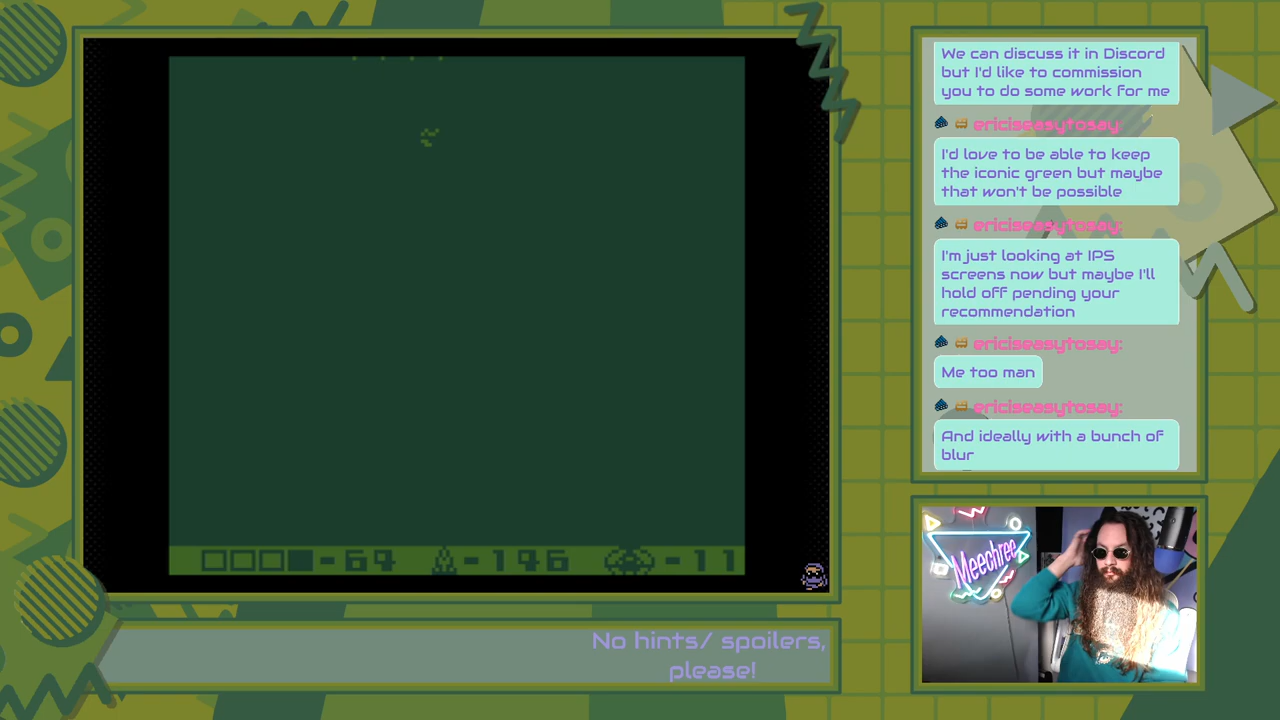 We can discuss it in Discord
but I'd like to commission
you to do some work for me
ericiseasytosay:
I'd love to be able to keep
the iconic green but maybe
that won't be possible
ericiseasytosay:
I'm just looking at IPS
screens now but maybe I'll
hold off pending your
recommendation
ericiseasytosay:
Me too man
ericiseasytosay:
And ideally with a bunch of
blur
-69 -196 -11
Meechree
No hints/ spoilers,
please!